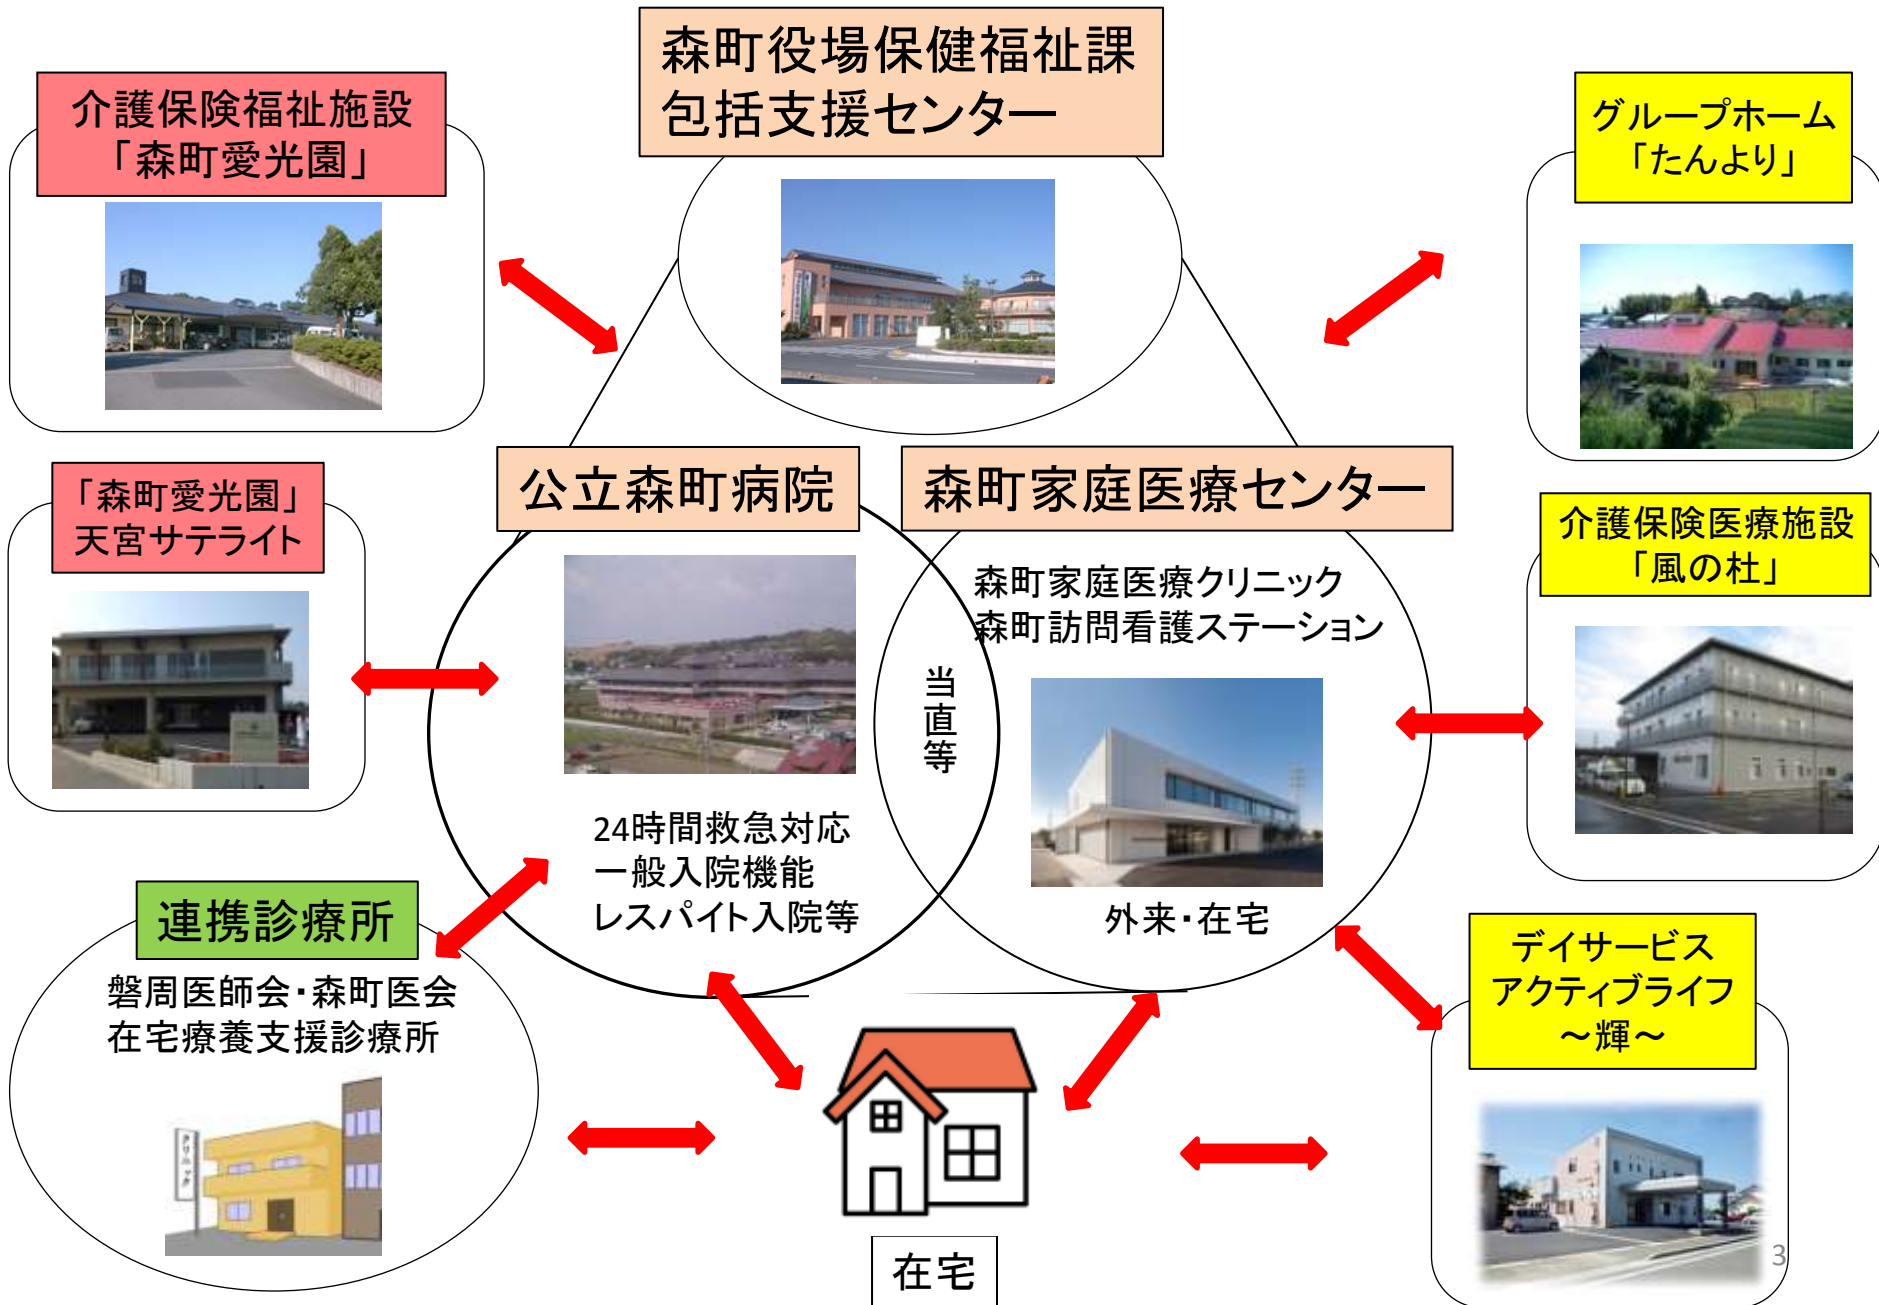 森町役場保健福祉課
包括支援センター
介護保険福祉施設
「森町愛光園」
グループホーム
「たんより」
「森町愛光園」
天宮サテライト
公立森町病院
24時間救急対応
一般入院機能
レスパイト入院等
当直等
森町家庭医療センター
森町家庭医療クリニック
森町訪問看護ステーション
外来・在宅
介護保険医療施設
「風の杜」
連携診療所
磐周医師会・森町医会
在宅療養支援診療所
クリニック
在宅
デイサービス
アクティブライフ
～輝～
3